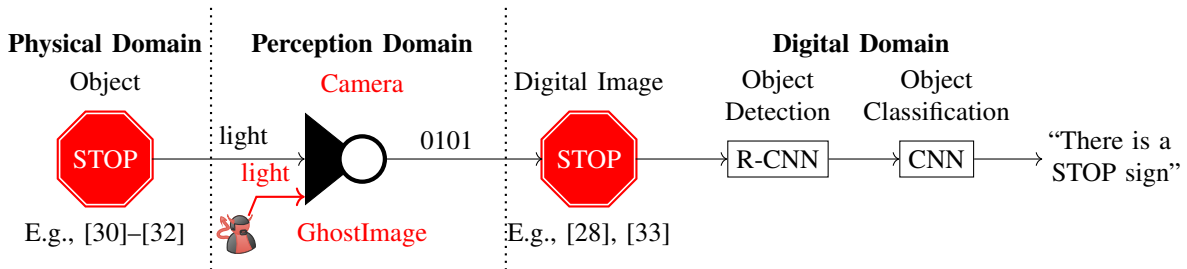 Physical Domain
Perception Domain
Digital Domain
Object
Camera
Digital Image
Object
Detection
Object
Classification
STOP
light
light
0101
STOP
R-CNN
CNN
“There is a
STOP sign”
E.g., [30]–[32]
GhostImage
E.g., [28], [33]